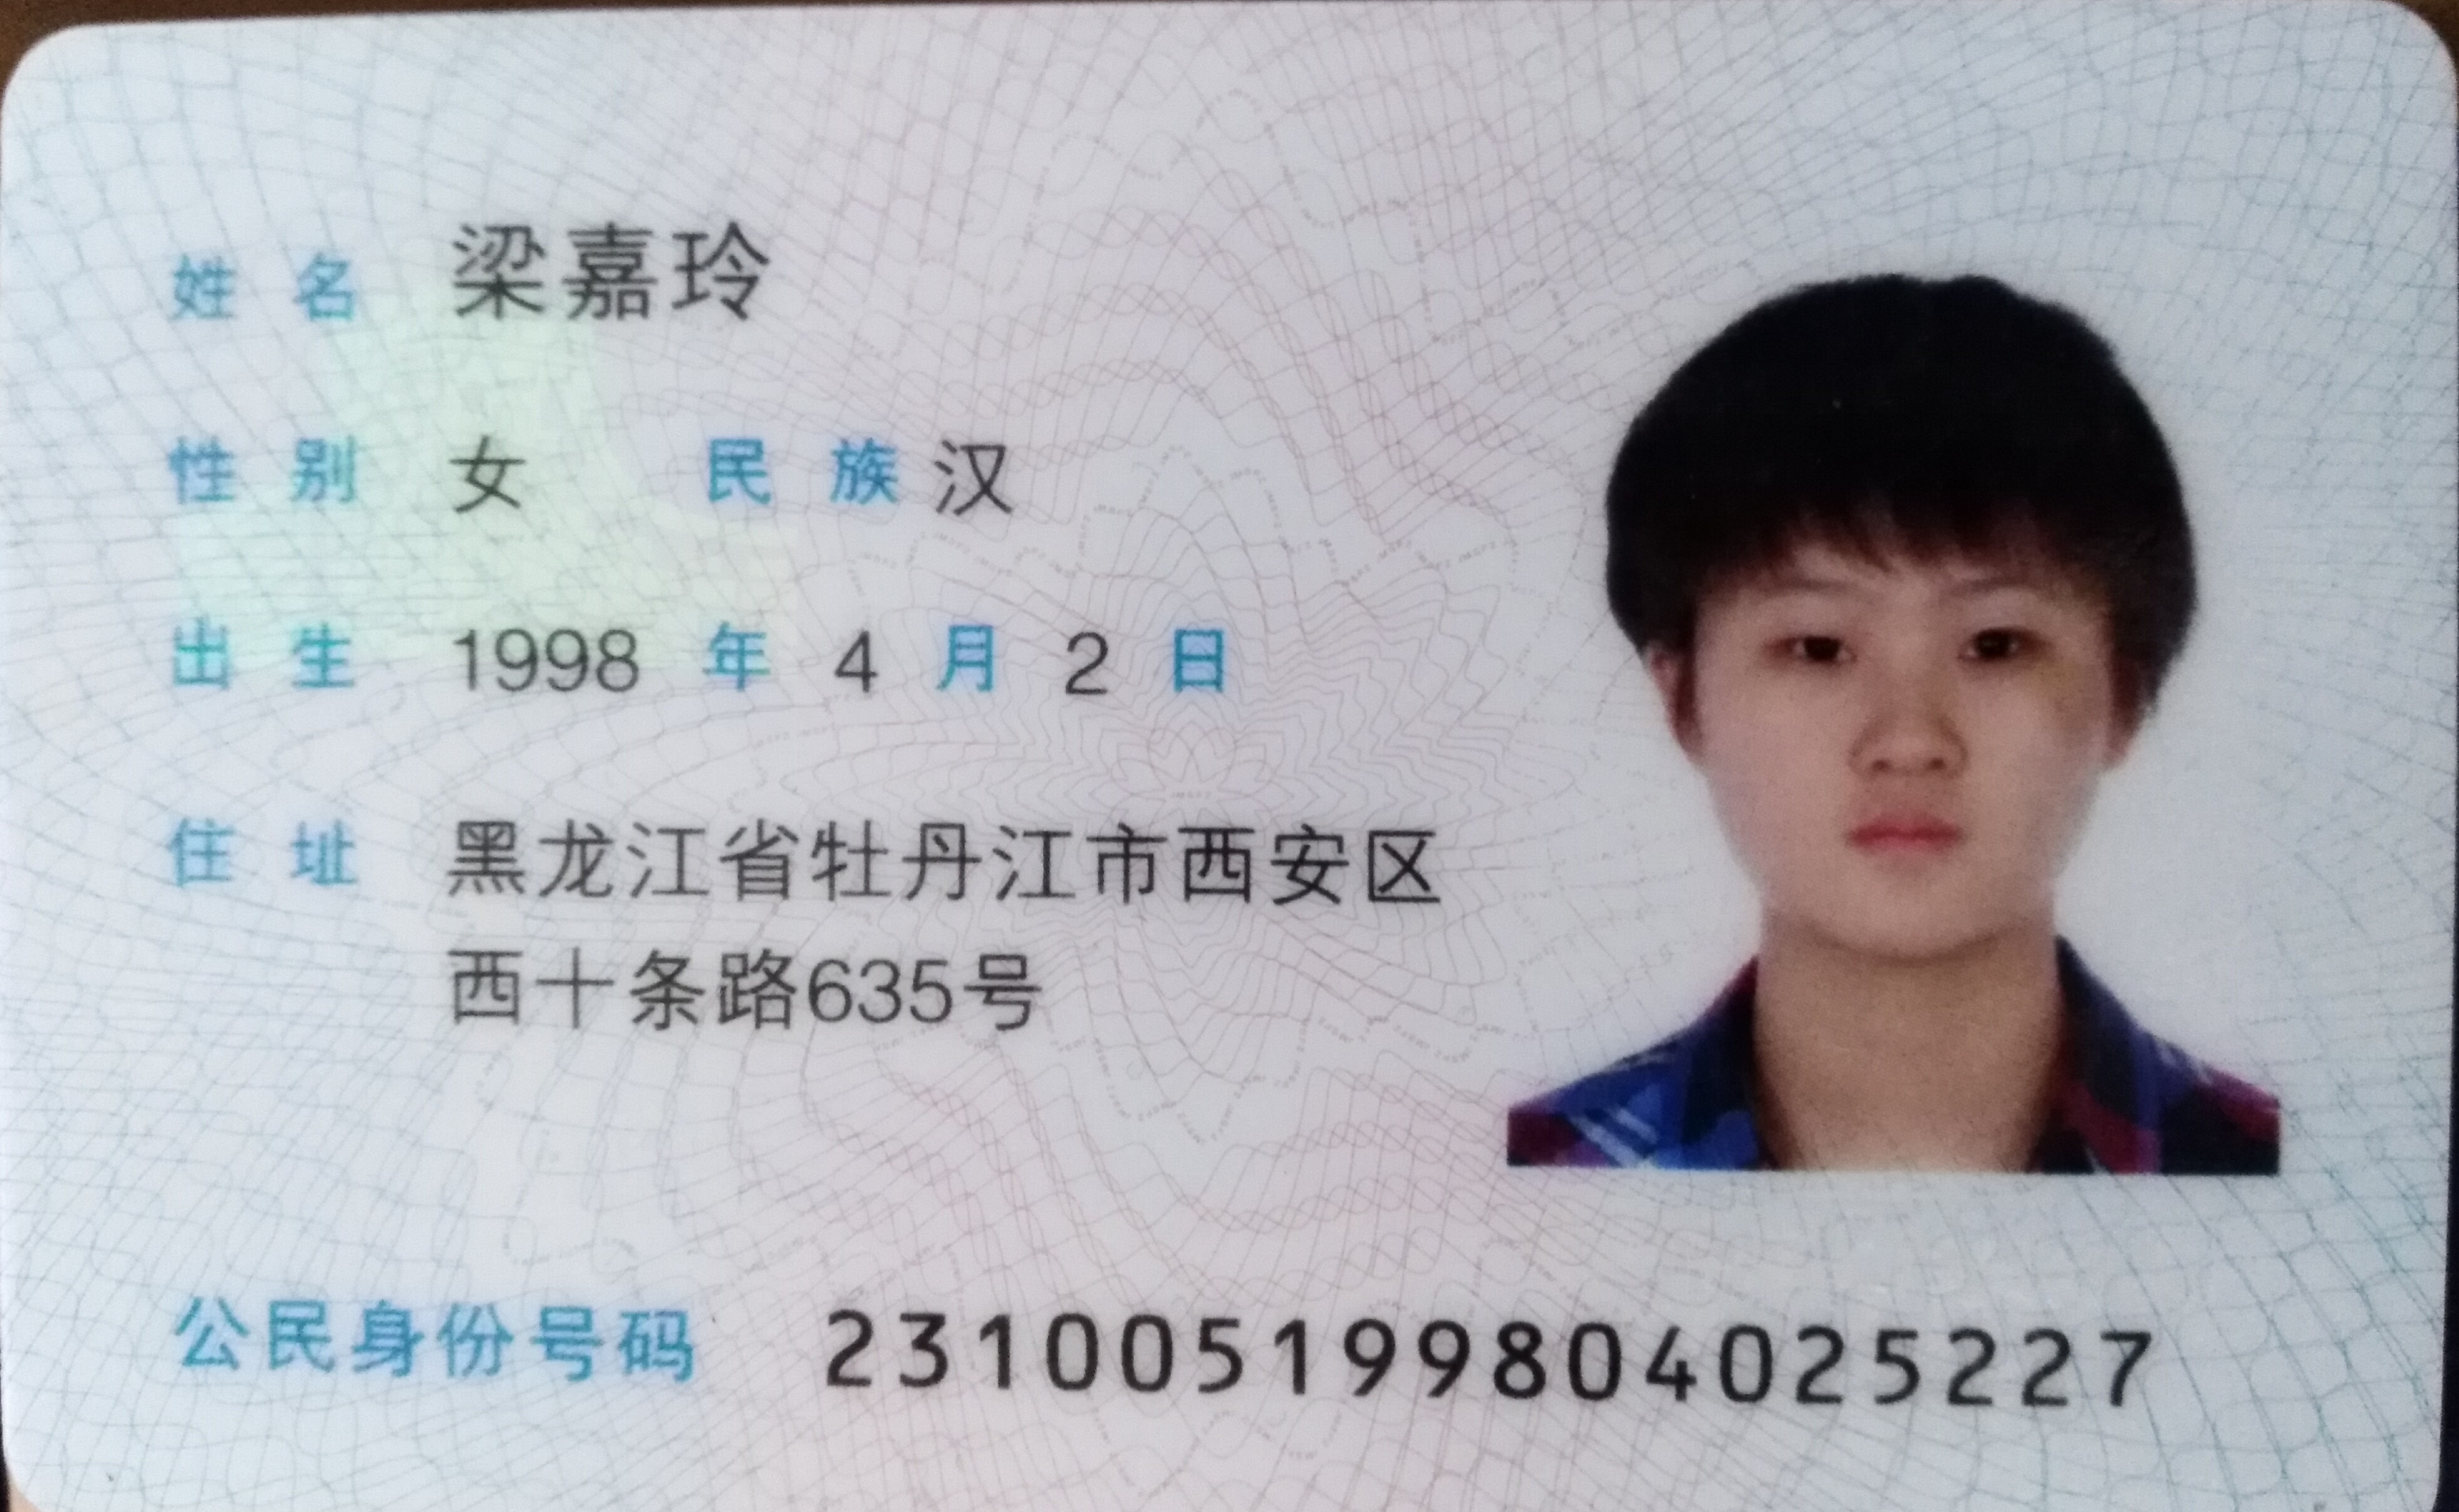 姓名 梁嘉玲
性别 女 民族 汉
出生 1998 年 4 月 2 日
住址 黑龙江省牡丹江市西安区
西十条路635号
公民身份号码 231005199804025227